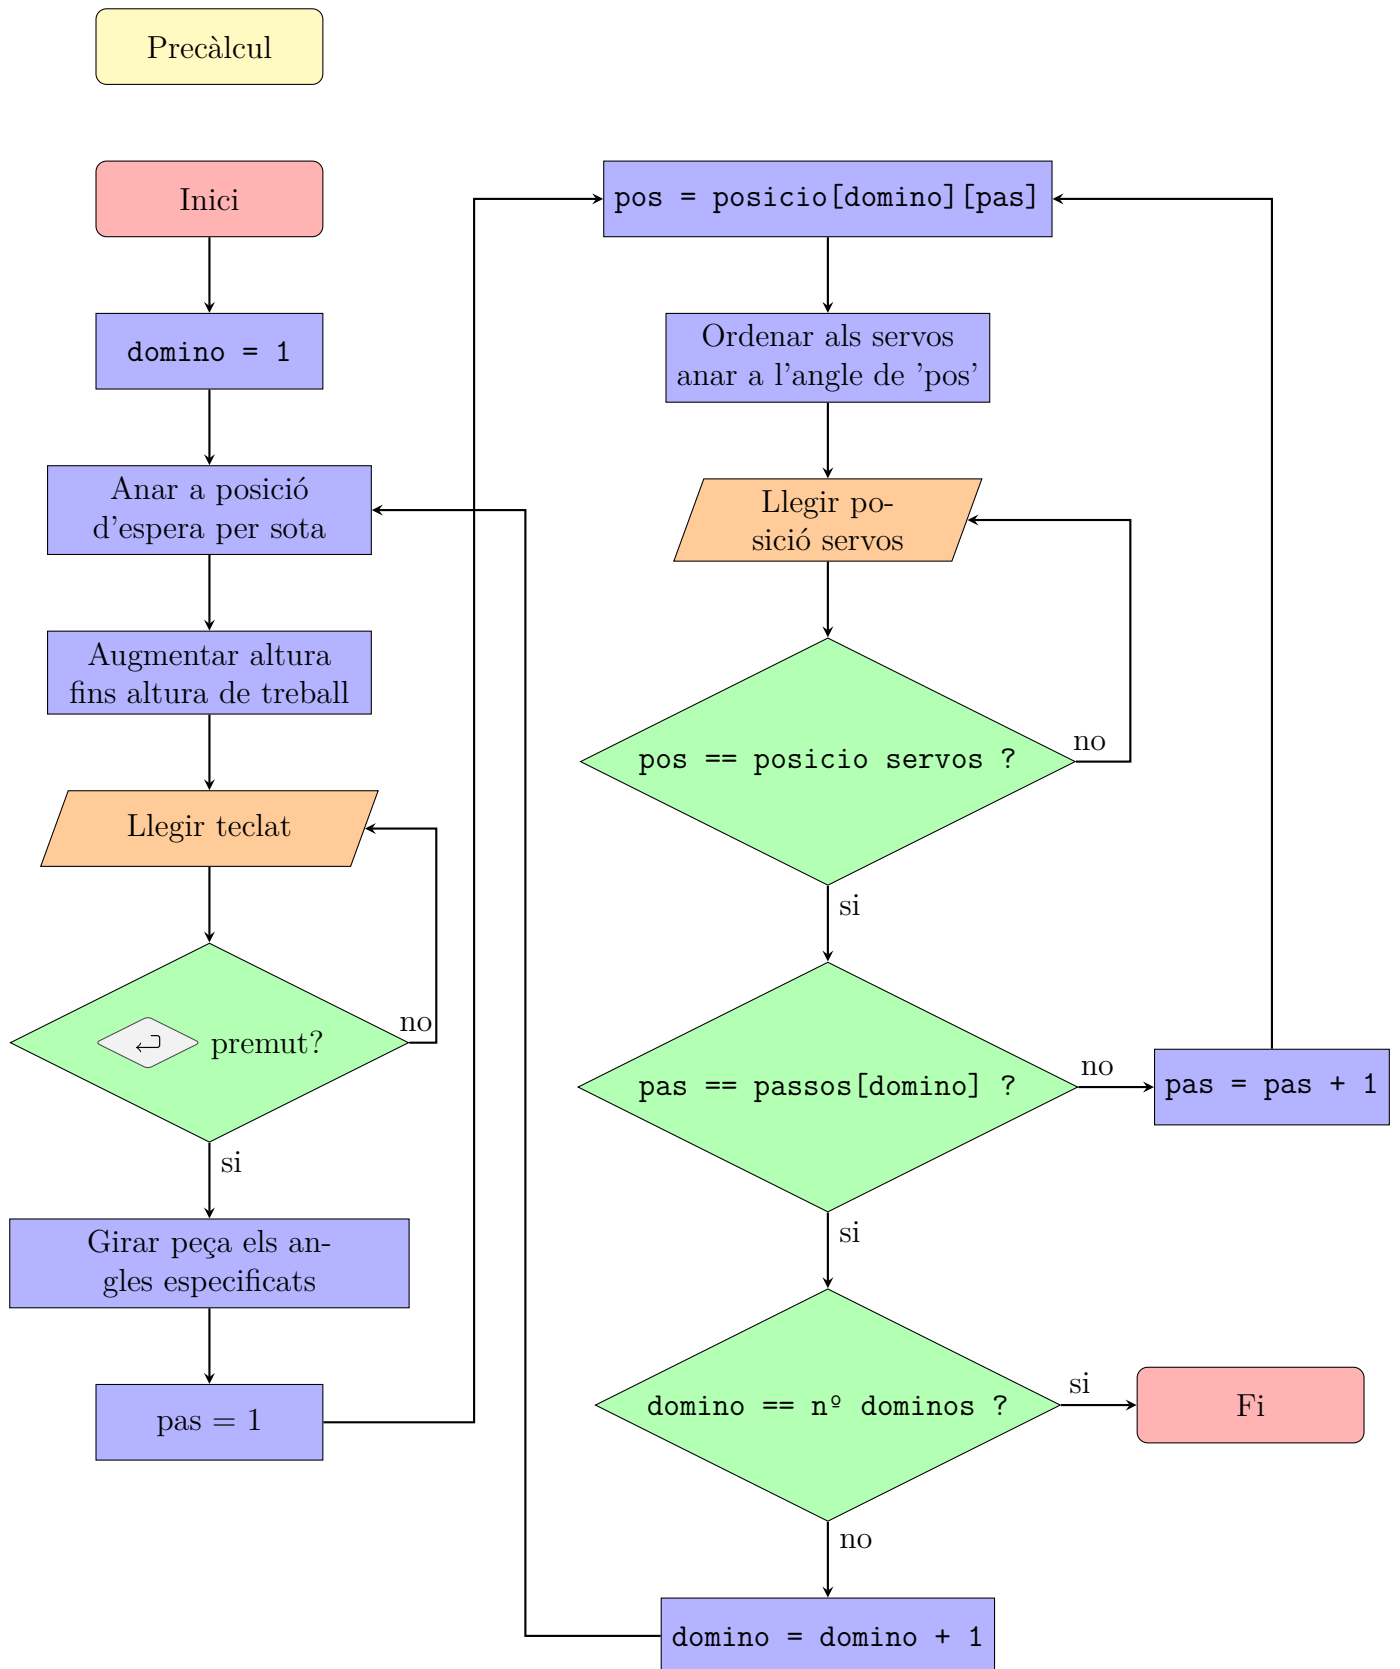 Precàlcul
Inici
domino = 1
Anar a posició
d'espera per sota
Augmentar altura
fins altura de treball
Llegir teclat
no
premut?
si
Girar peça els an-
gles especificats
pas = 1
pos = posicio[domino][pas]
Ordenar als servos
anar a l'angle de 'pos'
Llegir po-
sició servos
no
pos == posicio servos ?
si
no
pas == passos[domino] ?
pas = pas + 1
si
si
domino == nº dominos ?
Fi
no
domino = domino + 1